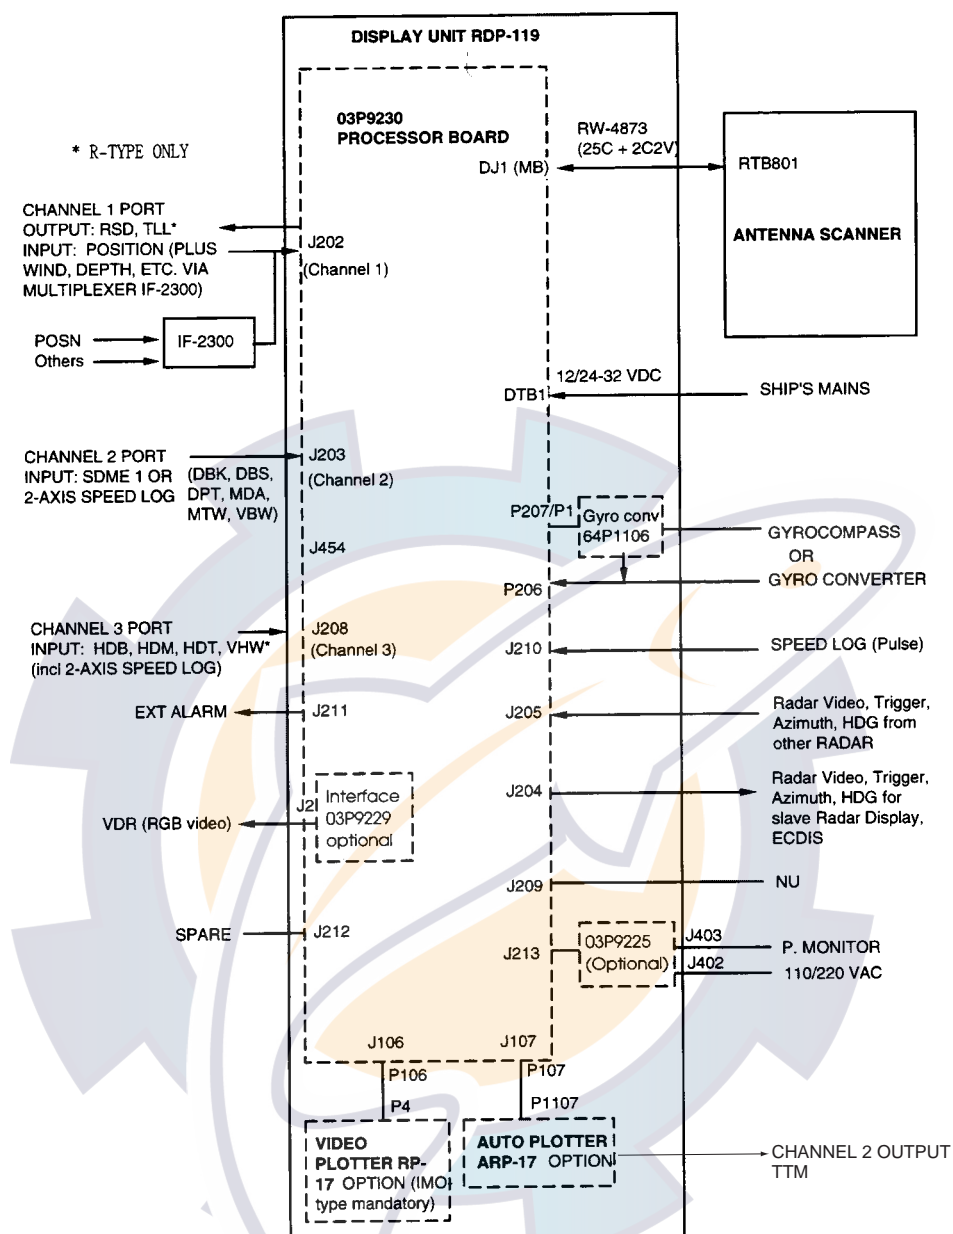 DISPLAY UNIT RDP-119
03P9230
PROCESSOR BOARD
* R-TYPE ONLY
RW-4873
(25C + 2C2V)
DJ1 (MB)
RTB801
ANTENNA SCANNER
CHANNEL 1 PORT
OUTPUT: RSD, TLL*
INPUT: POSITION (PLUS
WIND, DEPTH, ETC. VIA
MULTIPLEXER IF-2300)
J202
(Channel 1)
POSN
Others
IF-2300
12/24-32 VDC
DTB1
SHIP'S MAINS
CHANNEL 2 PORT
INPUT: SDME 1 OR
2-AXIS SPEED LOG
(DBK, DBS,
DPT, MDA,
MTW, VBW)
J203
(Channel 2)
P207/P1
Gyro conv
64P1106
GYROCOMPASS
OR
GYRO CONVERTER
J454
P206
CHANNEL 3 PORT
INPUT: HDB, HDM, HDT, VHW*
(incl 2-AXIS SPEED LOG)
J208
(Channel 3)
J210
SPEED LOG (Pulse)
EXT ALARM
J211
J205
Radar Video, Trigger,
Azimuth, HDG from
other RADAR
J2
Interface
03P9229
optional
VDR (RGB video)
J204
Radar Video, Trigger,
Azimuth, HDG for
slave Radar Display,
ECDIS
J209
NU
SPARE
J212
J213
03P9225
(Optional)
J403
P. MONITOR
J402
110/220 VAC
J106
J107
P106
P107
P4
P1107
VIDEO
PLOTTER RP-
17 OPTION (IMO
type mandatory)
AUTO PLOTTER
ARP-17 OPTION
CHANNEL 2 OUTPUT
TTM